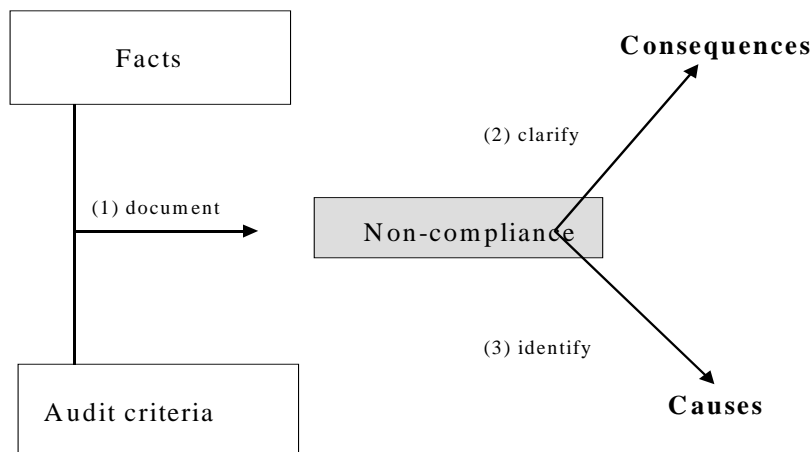 Facts
Consequences
(2) clarify
(1) document
Non-compliance
(3) identify
Audit criteria
Causes